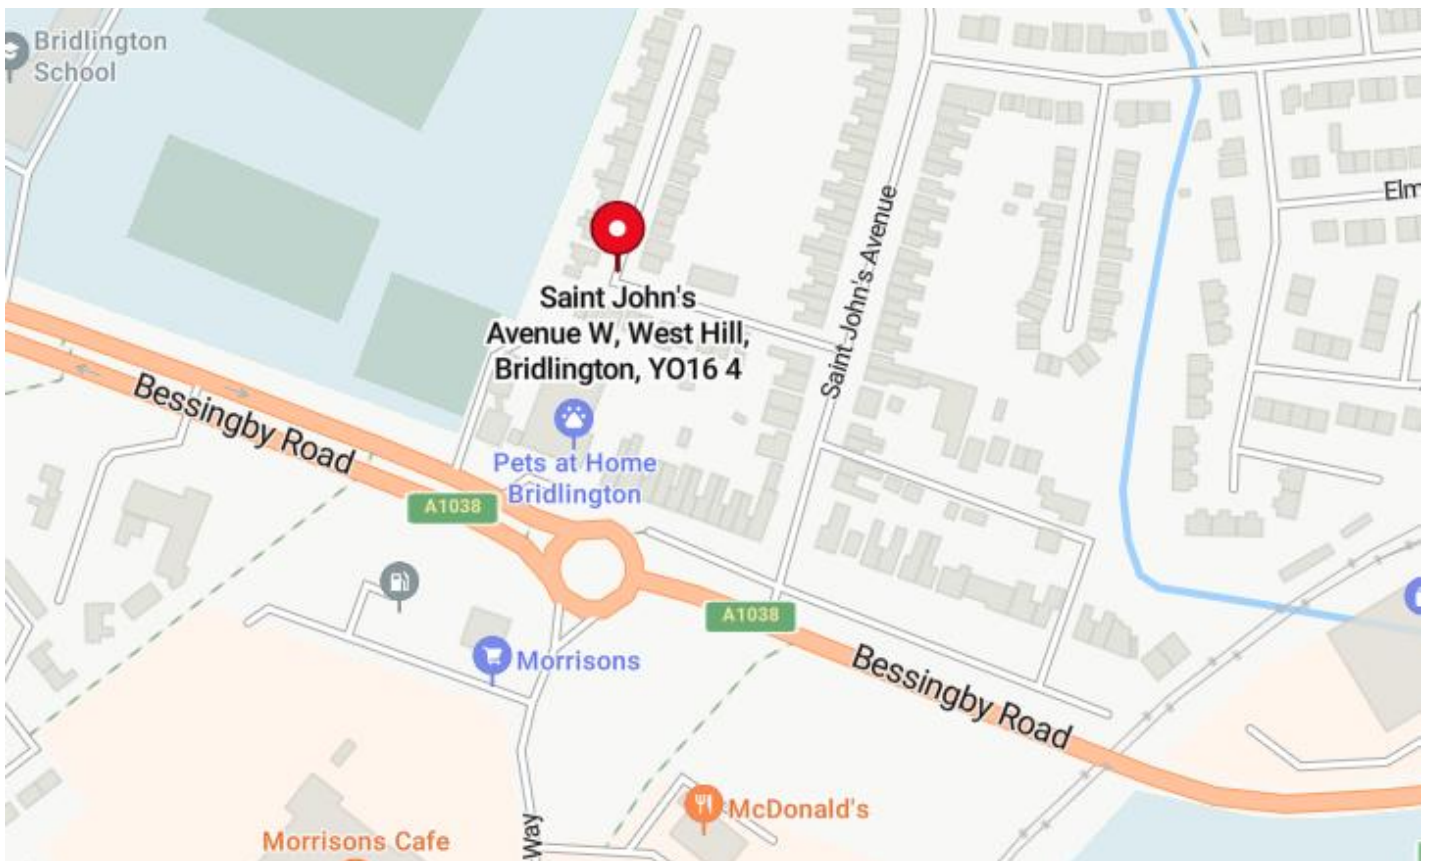 Bridlington
School
Saint John's Avenue
Elm
Saint John's
Avenue W, West Hill,
Bridlington, YO16 4
Bessingby Road
Pets at Home
Bridlington
A1038
A1038
Morrisons
Bessingby Road
McDonald's
Morrisons Cafe
Way